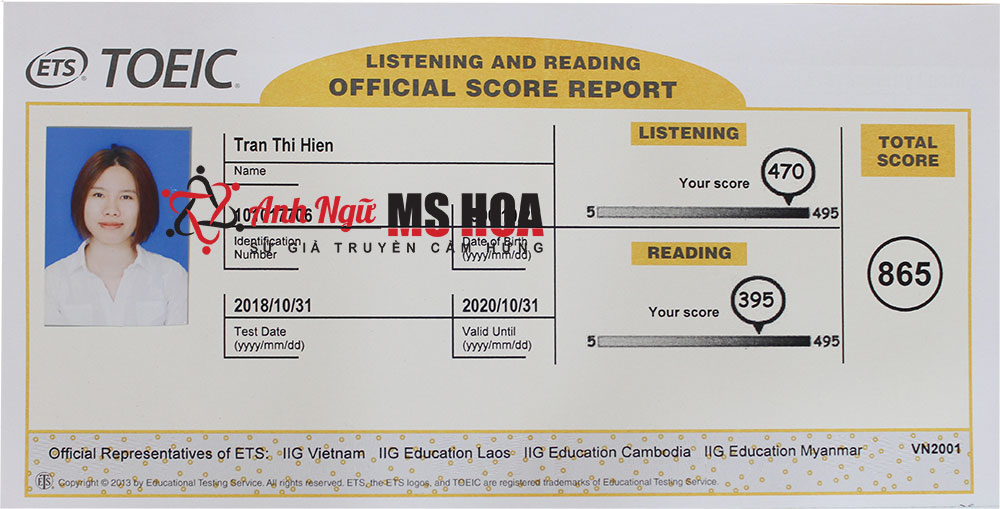 ETS TOEIC
LISTENING AND READING
OFFICIAL SCORE REPORT
Tran Thi Hien
Name
Identification
Number
Date of Birth
(yyyy/mm/dd)
Anh Ngữ MS HOA
SỨ GIẢ TRUYỀN CẢM HỨNG
2018/10/31
Test Date
(yyyy/mm/dd)
2020/10/31
Valid Until
(yyyy/mm/dd)
LISTENING
Your score
470
5
495
READING
Your score
395
5
495
TOTAL
SCORE
865
Official Representatives of ETS: IIG Vietnam IIG Education Laos IIG Education Cambodia IIG Education Myanmar VN2001
ETS Copyright © 2013 by Educational Testing Service. All rights reserved. ETS, the ETS logos, and TOEIC are registered trademarks of Educational Testing Service.